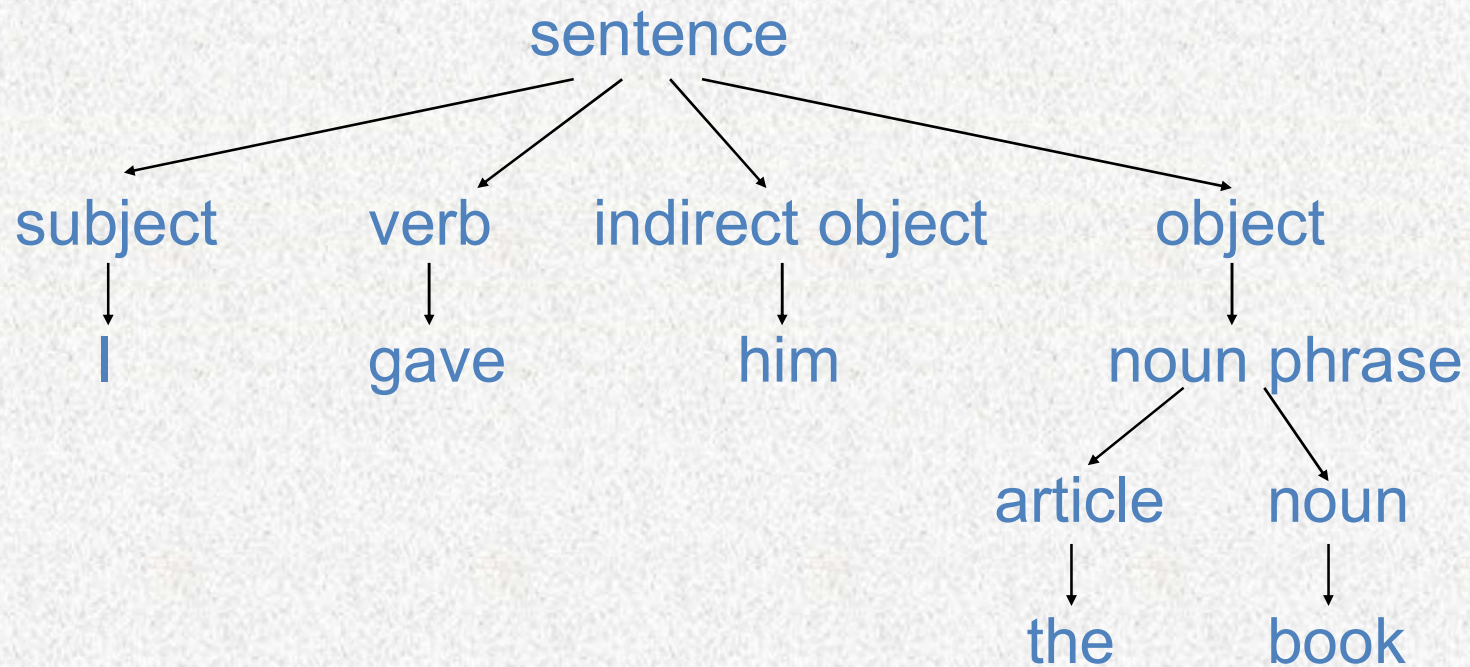 sentence
subject verb indirect object object
I gave him noun phrase
article noun
the book